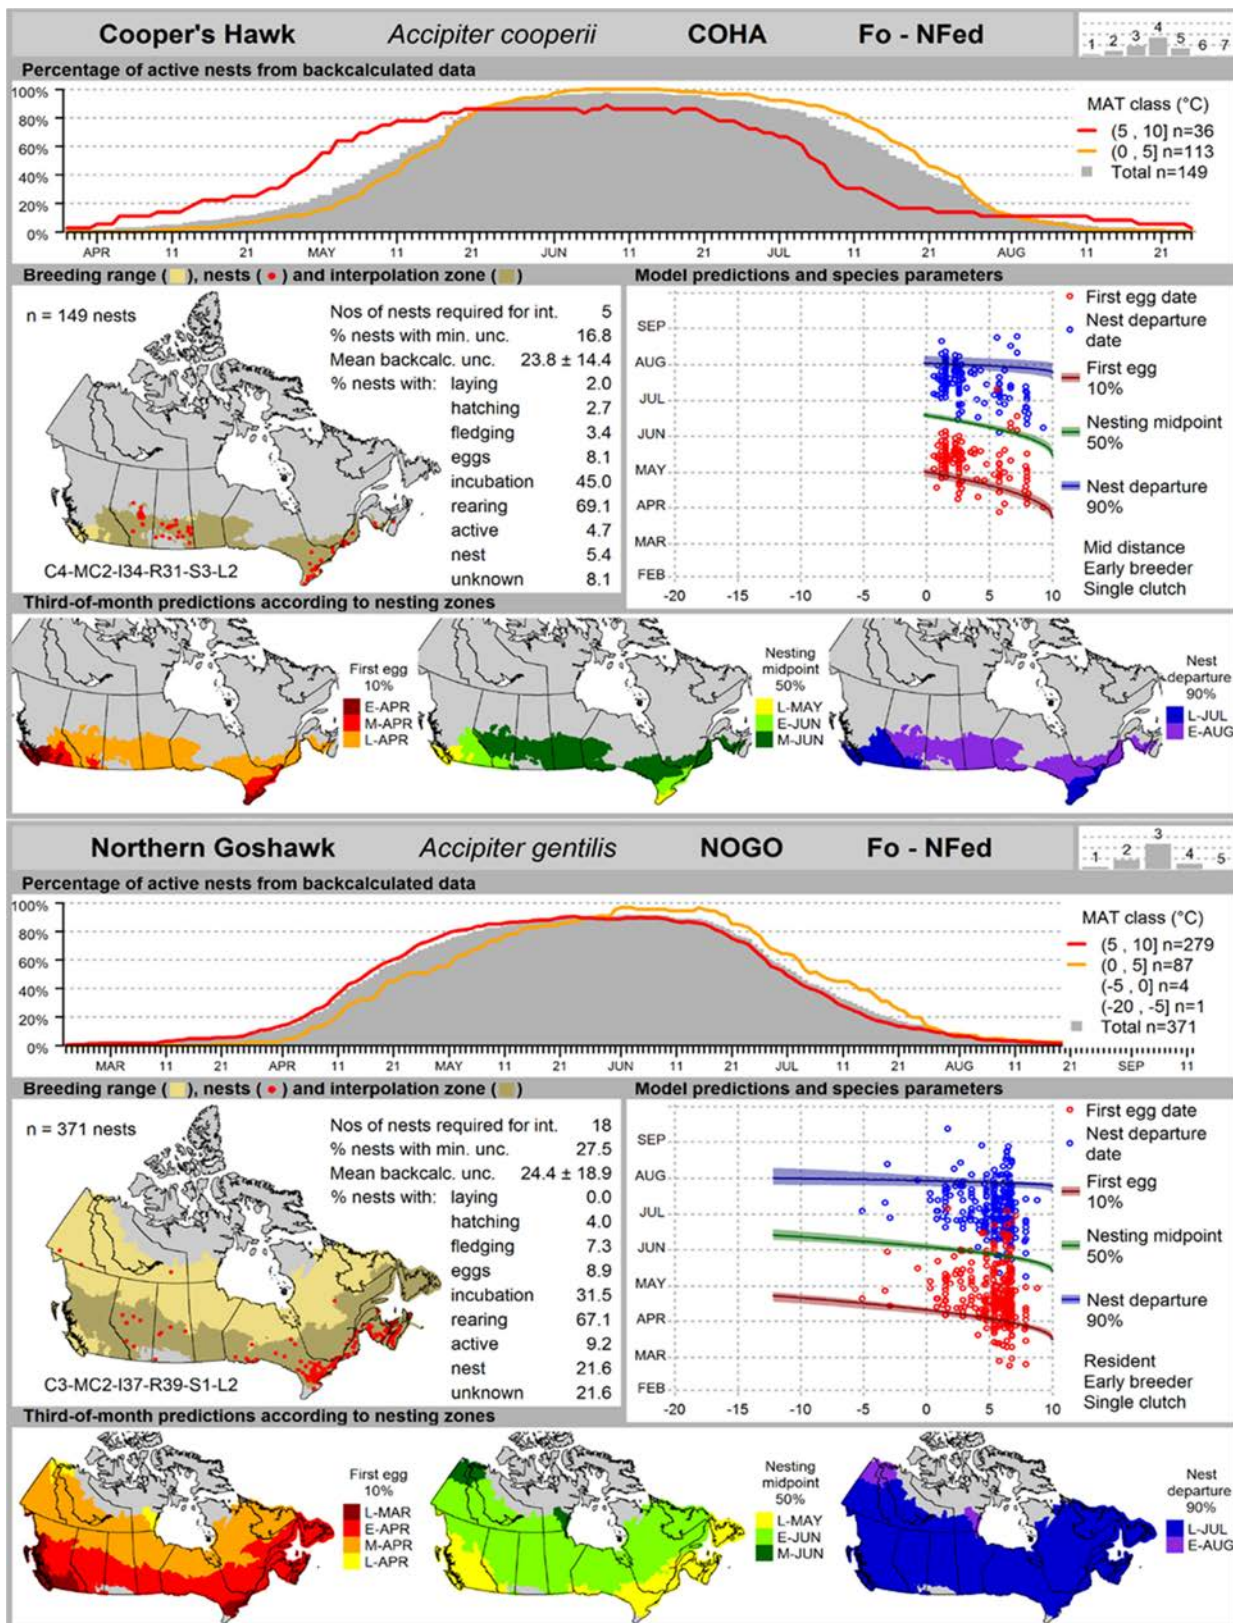 Cooper's Hawk Accipiter cooperii COHA Fo - NFed
1 2 3 4 5 6 7
Percentage of active nests from backcalculated data
100%
80%
60%
40%
20%
0%
MAT class (°C)
(5 , 10] n=36
(0 , 5] n=113
Total n=149
APR 11 21 MAY 11 21 JUN 11 21 JUL 11 21 AUG 11 21
Breeding range ( ), nests ( ) and interpolation zone ( )
n = 149 nests
Nos of nests required for int. 5
% nests with min. unc. 16.8
Mean backcalc. unc. 23.8 ± 14.4
% nests with: laying 2.0
hatching 2.7
fledging 3.4
eggs 8.1
incubation 45.0
rearing 69.1
active 4.7
nest 5.4
unknown 8.1
C4-MC2-I34-R31-S3-L2
Model predictions and species parameters
SEP
AUG
JUL
JUN
MAY
APR
MAR
FEB
-20 -15 -10 -5 0 5 10
First egg date
Nest departure
date
First egg
10%
Nesting midpoint
50%
Nest departure
90%
Mid distance
Early breeder
Single clutch
Third-of-month predictions according to nesting zones
First egg
10%
E-APR
M-APR
L-APR
Nesting
midpoint
50%
L-MAY
E-JUN
M-JUN
Nest
departure
90%
L-JUL
E-AUG
Northern Goshawk Accipiter gentilis NOGO Fo - NFed
1 2 3 4 5
Percentage of active nests from backcalculated data
100%
80%
60%
40%
20%
0%
MAT class (°C)
(5 , 10] n=279
(0 , 5] n=87
(-5 , 0] n=4
(-20 , -5] n=1
Total n=371
MAR 11 21 APR 11 21 MAY 11 21 JUN 11 21 JUL 11 21 AUG 11 21 SEP 11
Breeding range ( ), nests ( ) and interpolation zone ( )
n = 371 nests
Nos of nests required for int. 18
% nests with min. unc. 27.5
Mean backcalc. unc. 24.4 ± 18.9
% nests with: laying 0.0
hatching 4.0
fledging 7.3
eggs 8.9
incubation 31.5
rearing 67.1
active 9.2
nest 21.6
unknown 21.6
C3-MC2-I37-R39-S1-L2
Model predictions and species parameters
SEP
AUG
JUL
JUN
MAY
APR
MAR
FEB
-20 -15 -10 -5 0 5 10
First egg date
Nest departure
date
First egg
10%
Nesting midpoint
50%
Nest departure
90%
Resident
Early breeder
Single clutch
Third-of-month predictions according to nesting zones
First egg
10%
L-MAR
E-APR
M-APR
L-APR
Nesting
midpoint
50%
L-MAY
E-JUN
M-JUN
Nest
departure
90%
L-JUL
E-AUG